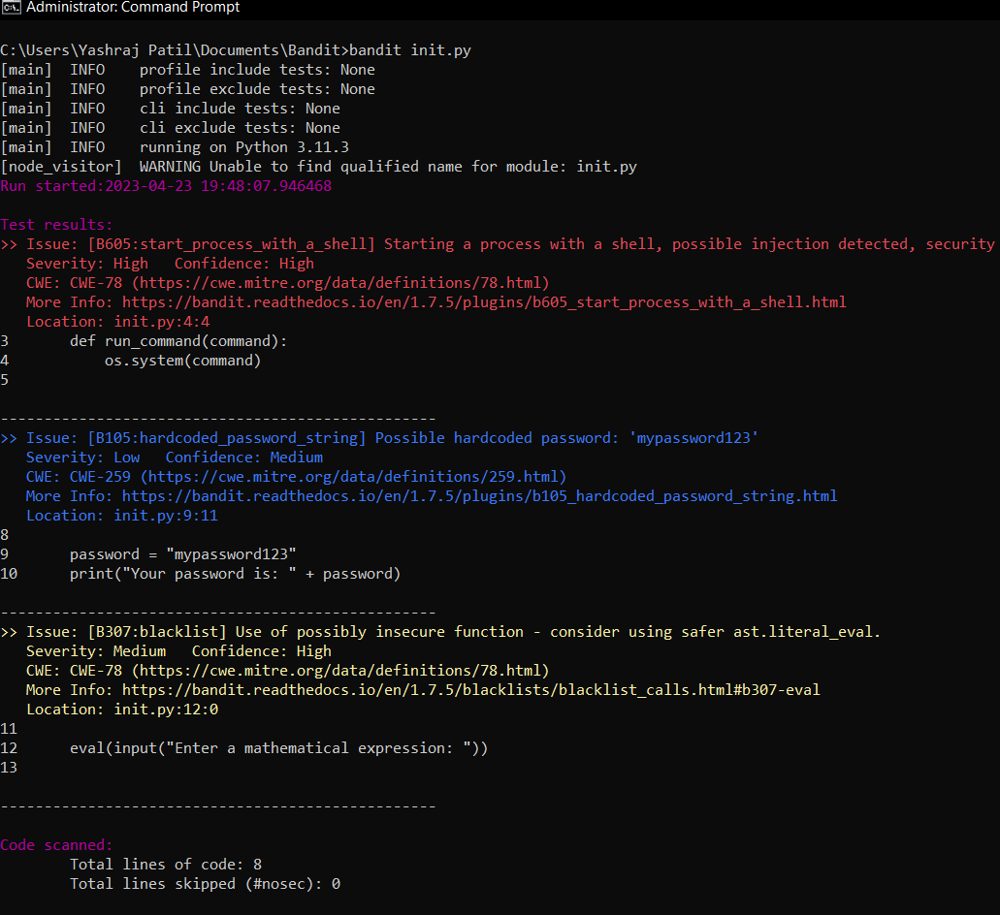 Administrator: Command Prompt
C:\Users\Yashraj Patil\Documents\Bandit>bandit init.py
[main]  INFO    profile include tests: None
[main]  INFO    profile exclude tests: None
[main]  INFO    cli include tests: None
[main]  INFO    cli exclude tests: None
[main]  INFO    running on Python 3.11.3
[node_visitor]  WARNING Unable to find qualified name for module: init.py
Run started:2023-04-23 19:48:07.946468
Test results:
>> Issue: [B605:start_process_with_a_shell] Starting a process with a shell, possible injection detected, security
   Severity: High   Confidence: High
   CWE: CWE-78 (https://cwe.mitre.org/data/definitions/78.html)
   More Info: https://bandit.readthedocs.io/en/1.7.5/plugins/b605_start_process_with_a_shell.html
   Location: init.py:4:4
3       def run_command(command):
4           os.system(command)
5
--------------------------------------------------
>> Issue: [B105:hardcoded_password_string] Possible hardcoded password: 'mypassword123'
   Severity: Low   Confidence: Medium
   CWE: CWE-259 (https://cwe.mitre.org/data/definitions/259.html)
   More Info: https://bandit.readthedocs.io/en/1.7.5/plugins/b105_hardcoded_password_string.html
   Location: init.py:9:11
8
9       password = "mypassword123"
10      print("Your password is: " + password)
--------------------------------------------------
>> Issue: [B307:blacklist] Use of possibly insecure function - consider using safer ast.literal_eval.
   Severity: Medium   Confidence: High
   CWE: CWE-78 (https://cwe.mitre.org/data/definitions/78.html)
   More Info: https://bandit.readthedocs.io/en/1.7.5/blacklists/blacklist_calls.html#b307-eval
   Location: init.py:12:0
11
12      eval(input("Enter a mathematical expression: "))
13
--------------------------------------------------
Code scanned:
        Total lines of code: 8
        Total lines skipped (#nosec): 0